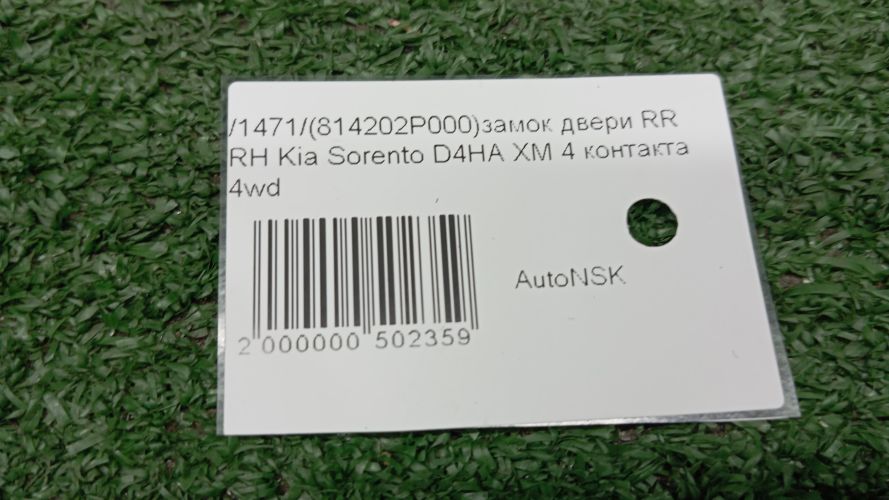 /1471/(814202P000)замок двери RR
RH Kia Sorento D4HA XM 4 контакта
4wd
AutoNSK
2 000000 502359